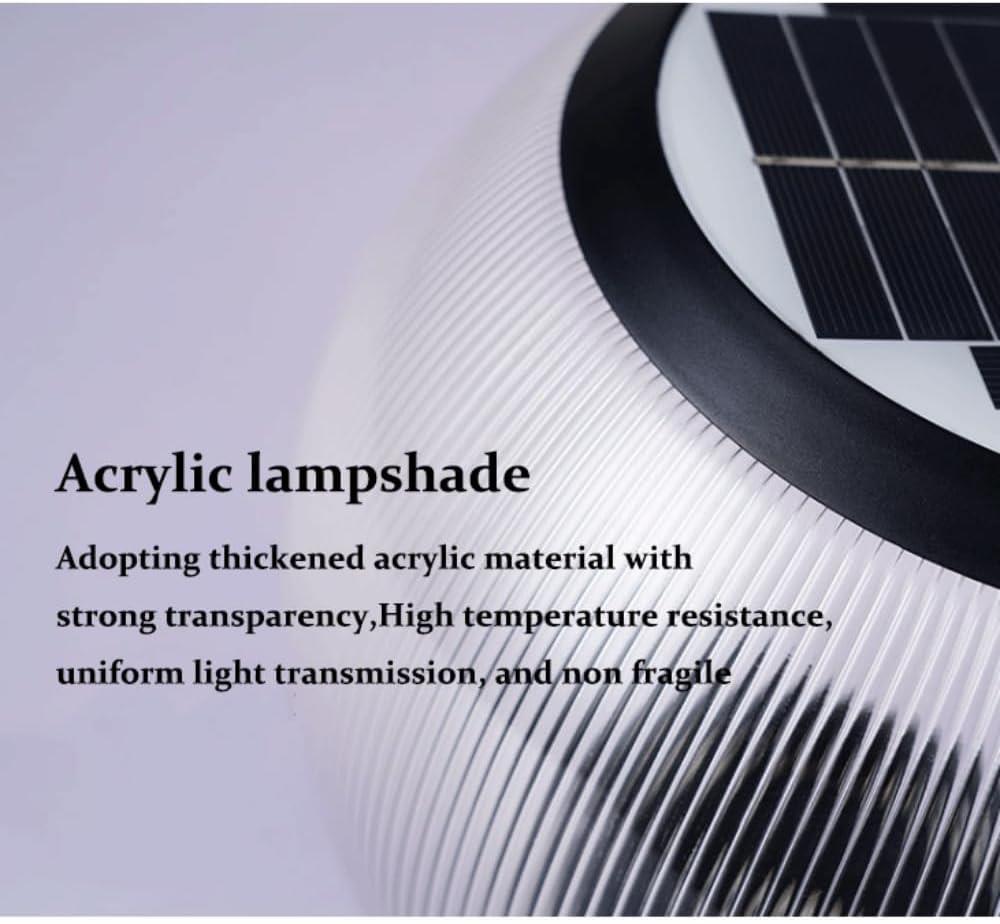 Acrylic lampshade
Adopting thickened acrylic material with
strong transparency,High temperature resistance,
uniform light transmission, and non fragile